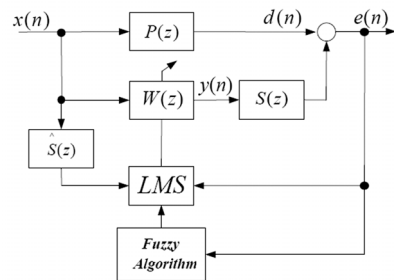 x(n)
P(z)
d(n)
e(n)
W(z)
y(n)
S(z)
Ŝ(z)
LMS
Fuzzy
Algorithm